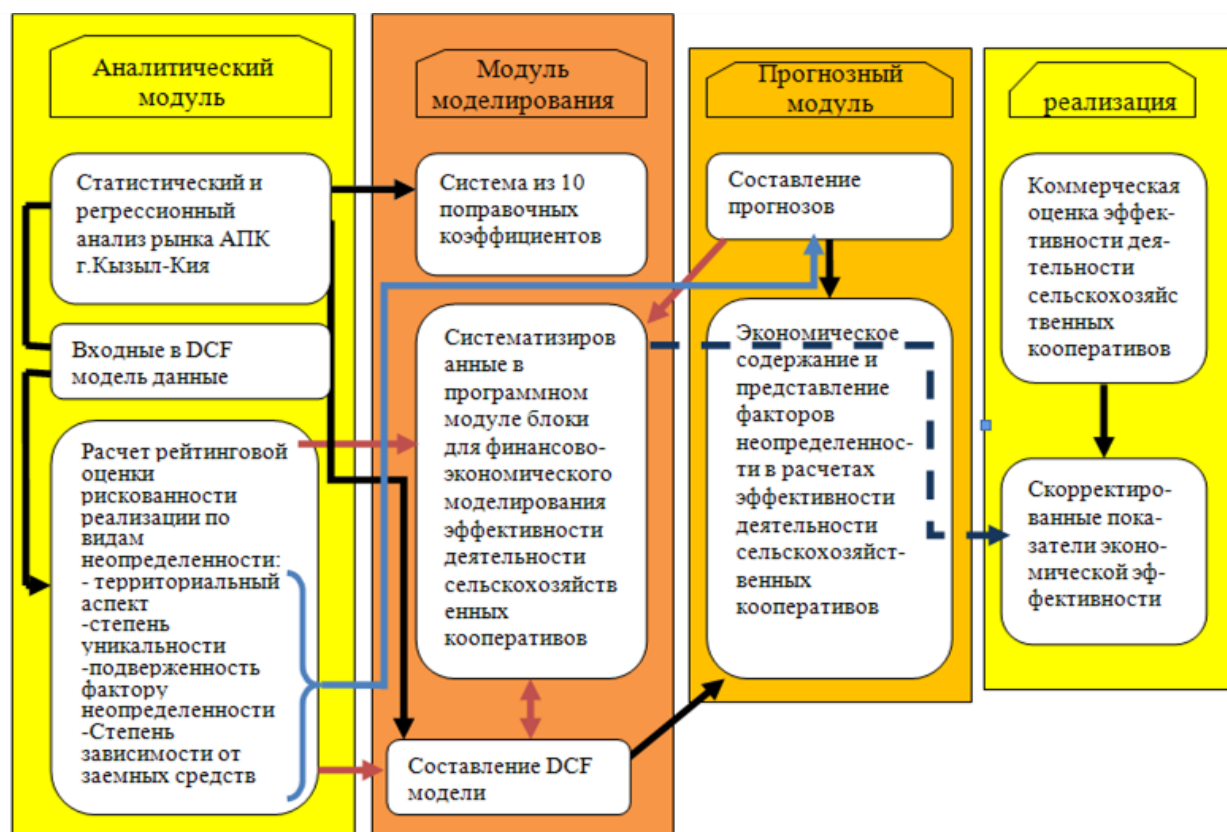 Аналитический
модуль
Статистический и
регрессионный
анализ рынка АПК
г.Кызыл-Кия
Входные в DCF
модель данные
Расчет рейтинговой
оценки
рискованности
реализации по
видам
неопределенности:
- территориальный
аспект
-степень
уникальности
-подверженность
фактору
неопределенности
-Степень
зависимости от
заемных средств
Модуль
моделирования
Система из 10
поправочных
коэффициентов
Систематизиров
анные в
программном
модуле блоки
для финансово-
экономического
моделирования
эффективности
деятельности
сельскохозяйств
енных
кооперативов
Составление DCF
модели
Прогнозный
модуль
Составление
прогнозов
Экономическое
содержание и
представление
факторов
неопределеннос-
ти в расчетах
эффективности
деятельности
сельскохозяйст-
венных
кооперативов
реализация
Коммерческая
оценка эффек-
тивности дея-
тельности
сельскохозяйс
твенных
кооперативов
Скорректиро-
ванные пока-
затели эконо-
мической эф-
фективности